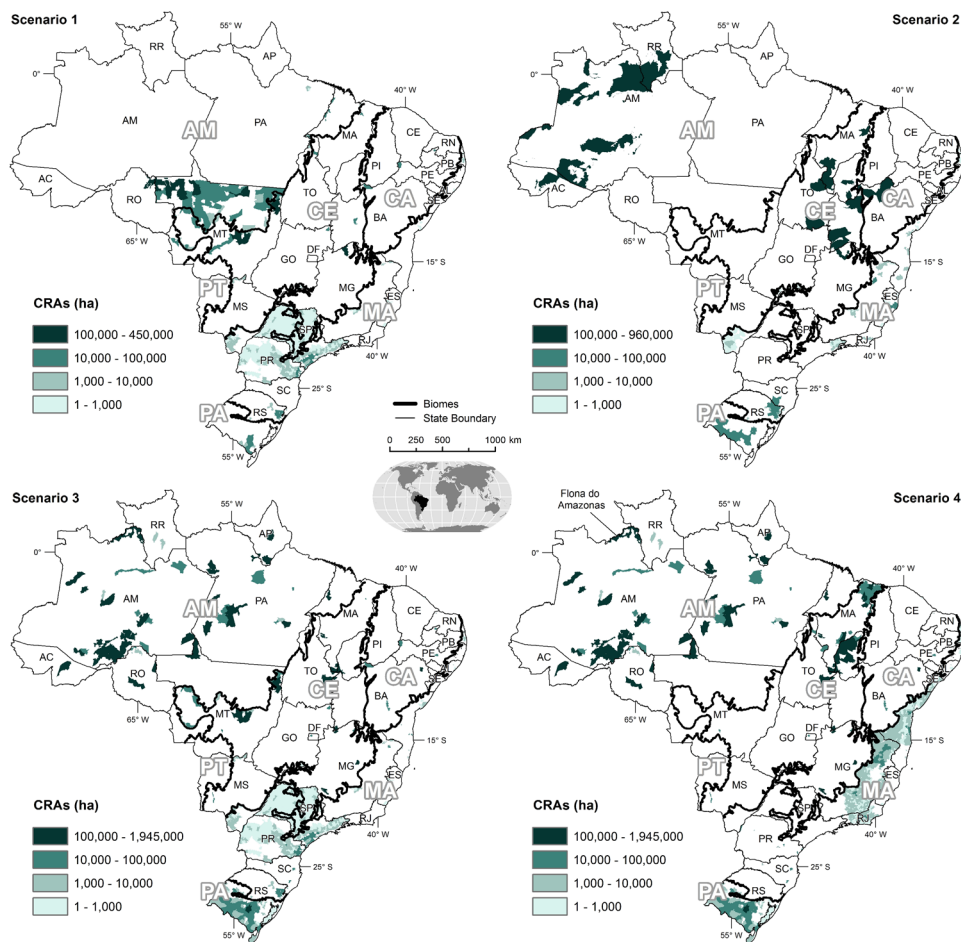 Scenario 1
55° W
RR
AP
0°
40° W
AM
AM
PA
MA
CE
RN
PB
PE
SE
PI
AC
RO
TO
CE
CA
BA
65° W
MT
DF
15° S
GO
PT
MG
MS
ES
MA
SP
RJ
40° W
PR
25° S
SC
PA
RS
55° W
CRAs (ha)
100,000 - 450,000
10,000 - 100,000
1,000 - 10,000
1 - 1,000
Scenario 2
55° W
RR
AP
0°
40° W
AM
AM
PA
MA
CE
RN
PB
PE
SE
PI
AC
RO
TO
CE
CA
BA
65° W
MT
DF
15° S
GO
PT
MG
MS
ES
MA
SP
RJ
40° W
PR
25° S
SC
PA
RS
55° W
CRAs (ha)
100,000 - 960,000
10,000 - 100,000
1,000 - 10,000
1 - 1,000
Biomes
State Boundary
0 250 500 1000 km
Scenario 3
55° W
RR
AP
0°
40° W
AM
AM
PA
MA
CE
RN
PB
PE
SE
PI
AC
RO
TO
CE
CA
BA
65° W
MT
DF
15° S
GO
PT
MG
MS
ES
MA
SP
RJ
40° W
PR
25° S
SC
PA
RS
55° W
CRAs (ha)
100,000 - 1,945,000
10,000 - 100,000
1,000 - 10,000
1 - 1,000
Scenario 4
55° W
Flona do
Amazonas
RR
AP
0°
40° W
AM
AM
PA
MA
CE
RN
PB
PE
SE
PI
AC
RO
TO
CE
CA
BA
65° W
MT
DF
15° S
GO
PT
MG
MS
ES
MA
SP
RJ
40° W
PR
25° S
SC
PA
RS
55° W
CRAs (ha)
100,000 - 1,945,000
10,000 - 100,000
1,000 - 10,000
1 - 1,000